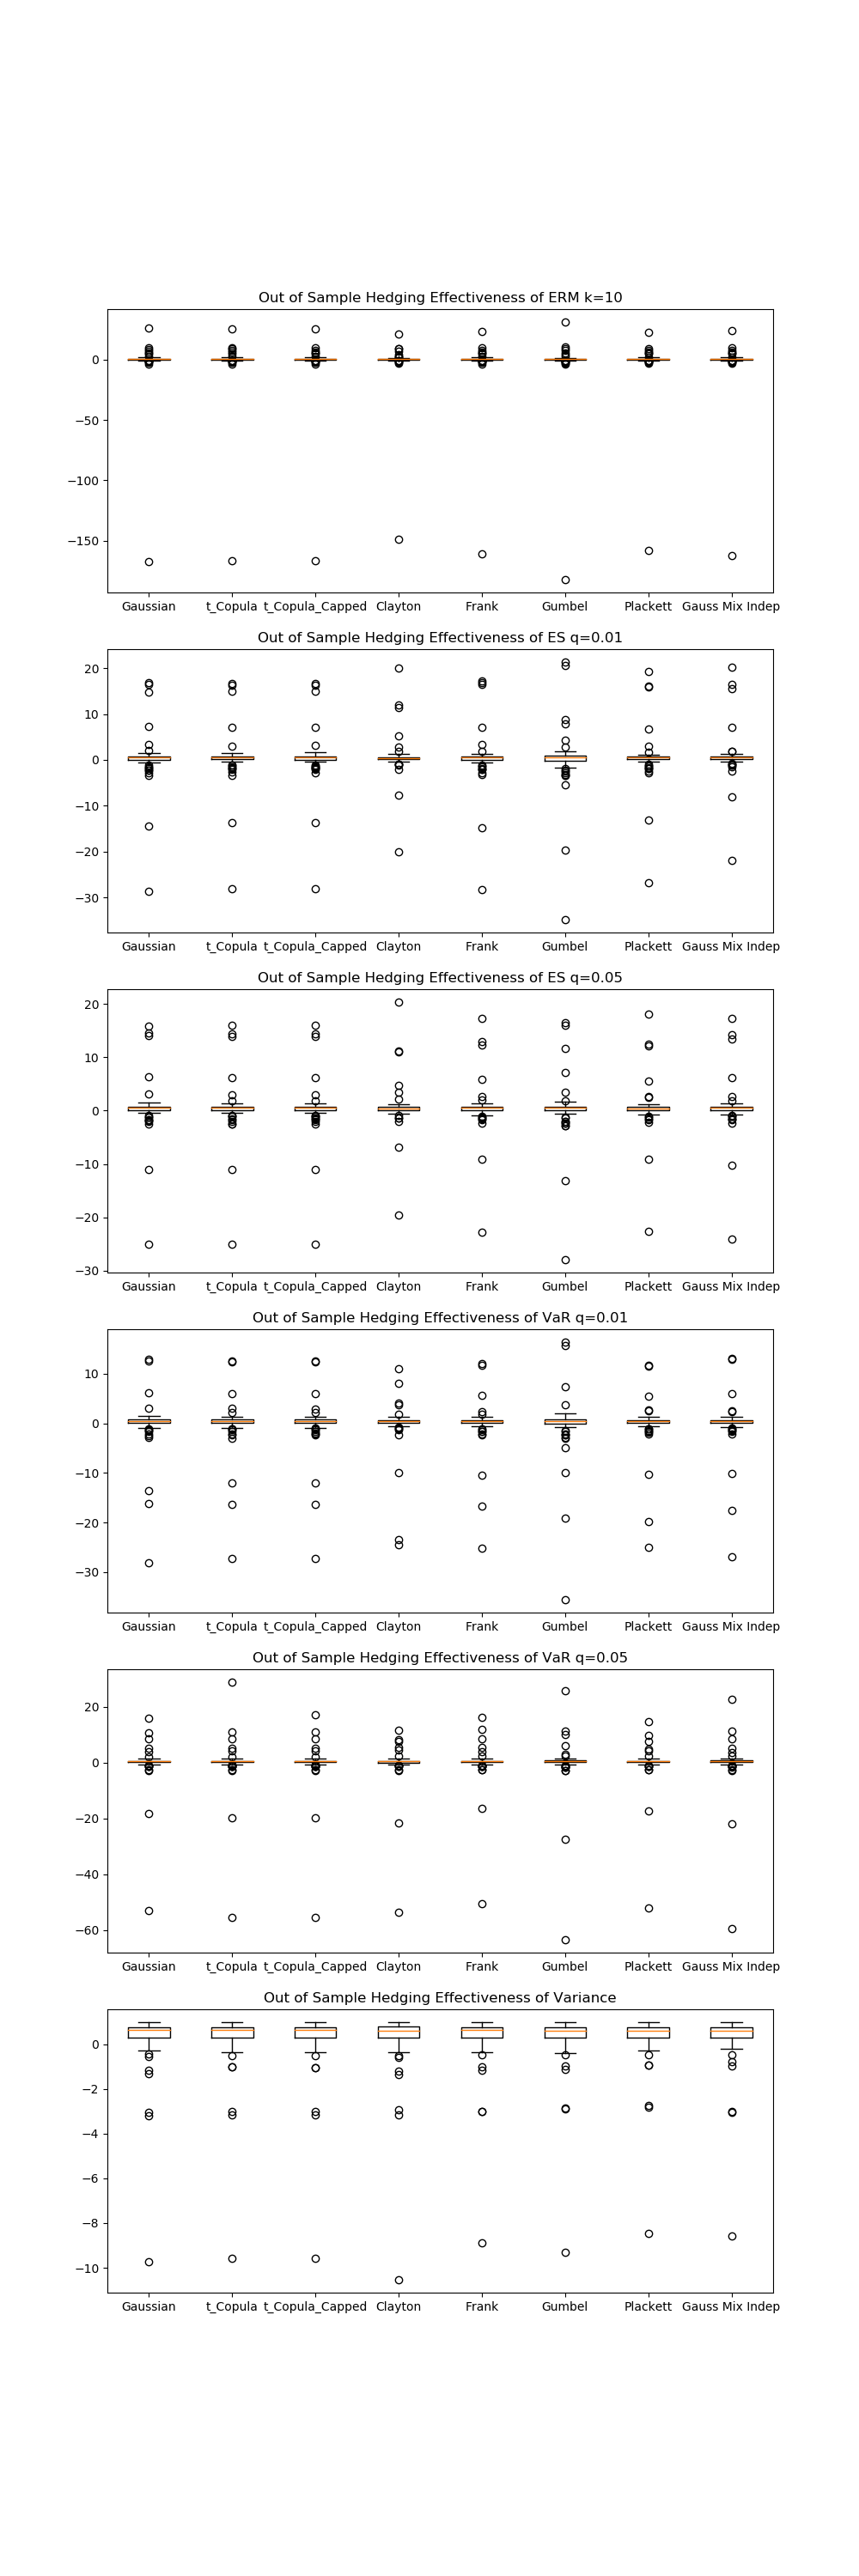 Out of Sample Hedging Effectiveness of ERM k=10
0
−50
−100
−150
Gaussian t_Copula t_Copula_Capped Clayton Frank Gumbel Plackett Gauss Mix Indep
Out of Sample Hedging Effectiveness of ES q=0.01
20
10
0
−10
−20
−30
Gaussian t_Copula t_Copula_Capped Clayton Frank Gumbel Plackett Gauss Mix Indep
Out of Sample Hedging Effectiveness of ES q=0.05
20
10
0
−10
−20
−30
Gaussian t_Copula t_Copula_Capped Clayton Frank Gumbel Plackett Gauss Mix Indep
Out of Sample Hedging Effectiveness of VaR q=0.01
10
0
−10
−20
−30
Gaussian t_Copula t_Copula_Capped Clayton Frank Gumbel Plackett Gauss Mix Indep
Out of Sample Hedging Effectiveness of VaR q=0.05
20
0
−20
−40
−60
Gaussian t_Copula t_Copula_Capped Clayton Frank Gumbel Plackett Gauss Mix Indep
Out of Sample Hedging Effectiveness of Variance
0
−2
−4
−6
−8
−10
Gaussian t_Copula t_Copula_Capped Clayton Frank Gumbel Plackett Gauss Mix Indep